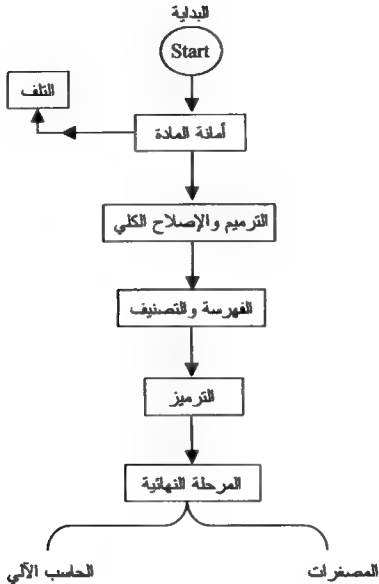 البداية
Start
التلف
أمانة المادة
الترميم والإصلاح الكلي
الفهرسة والتصنيف
الترميز
المرحلة النهائية
المصغرات
الحاسب الآلي